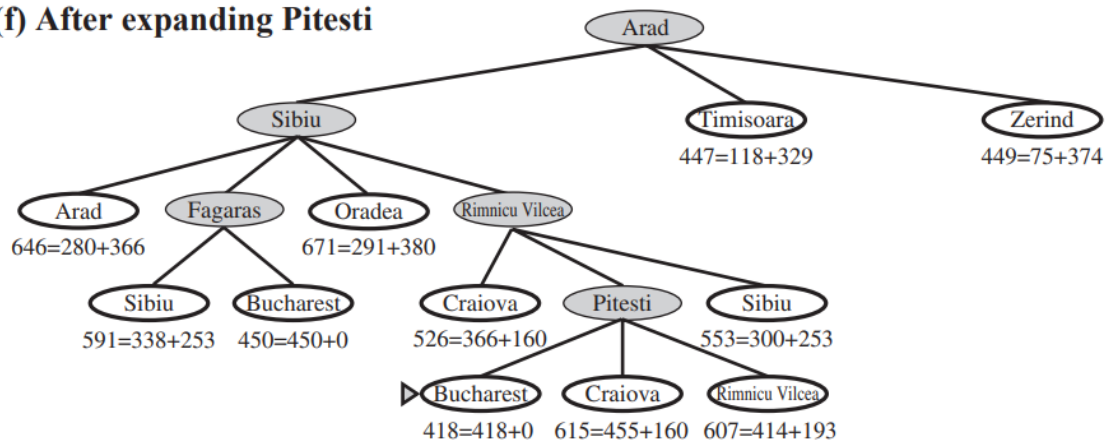 (f) After expanding Pitesti
Arad
Sibiu
Timisoara
Zerind
447=118+329
449=75+374
Arad
Fagaras
Oradea
Rimnicu Vilcea
646=280+366
671=291+380
Sibiu
Bucharest
Craiova
Pitesti
Sibiu
591=338+253
450=450+0
526=366+160
553=300+253
Bucharest
Craiova
Rimnicu Vilcea
418=418+0
615=455+160
607=414+193